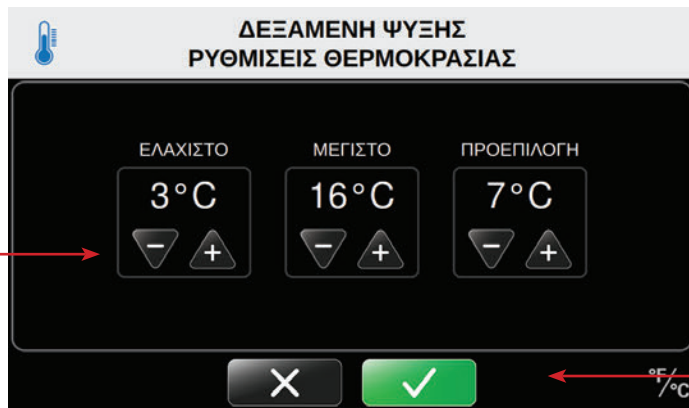 ΔΕΞΑΜΕΝΗ ΨΥΞΗΣ
ΡΥΘΜΙΣΕΙΣ ΘΕΡΜΟΚΡΑΣΙΑΣ
ΕΛΑΧΙΣΤΟ ΜΕΓΙΣΤΟ ΠΡΟΕΠΙΛΟΓΗ
3°C 16°C 7°C
− + − + − +
°F/°C